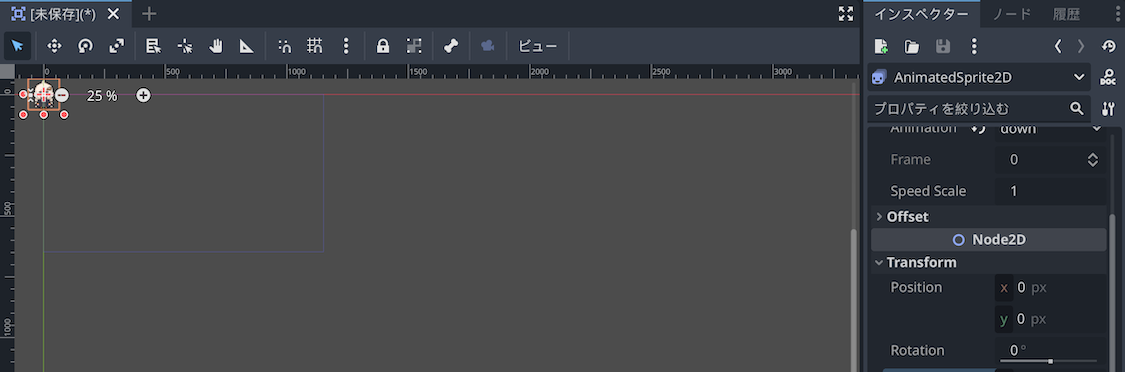 [未保存](*)
インスペクター ノード 履歴
ビュー
0 500 1000 1500 2000 2500 3000
AnimatedSprite2D
DOC
25 %
プロパティを絞り込む
Animation down
0
Frame 0
Speed Scale 1
500
Offset
Node2D
Transform
Position x 0 px
y 0 px
1000
Rotation 0 °